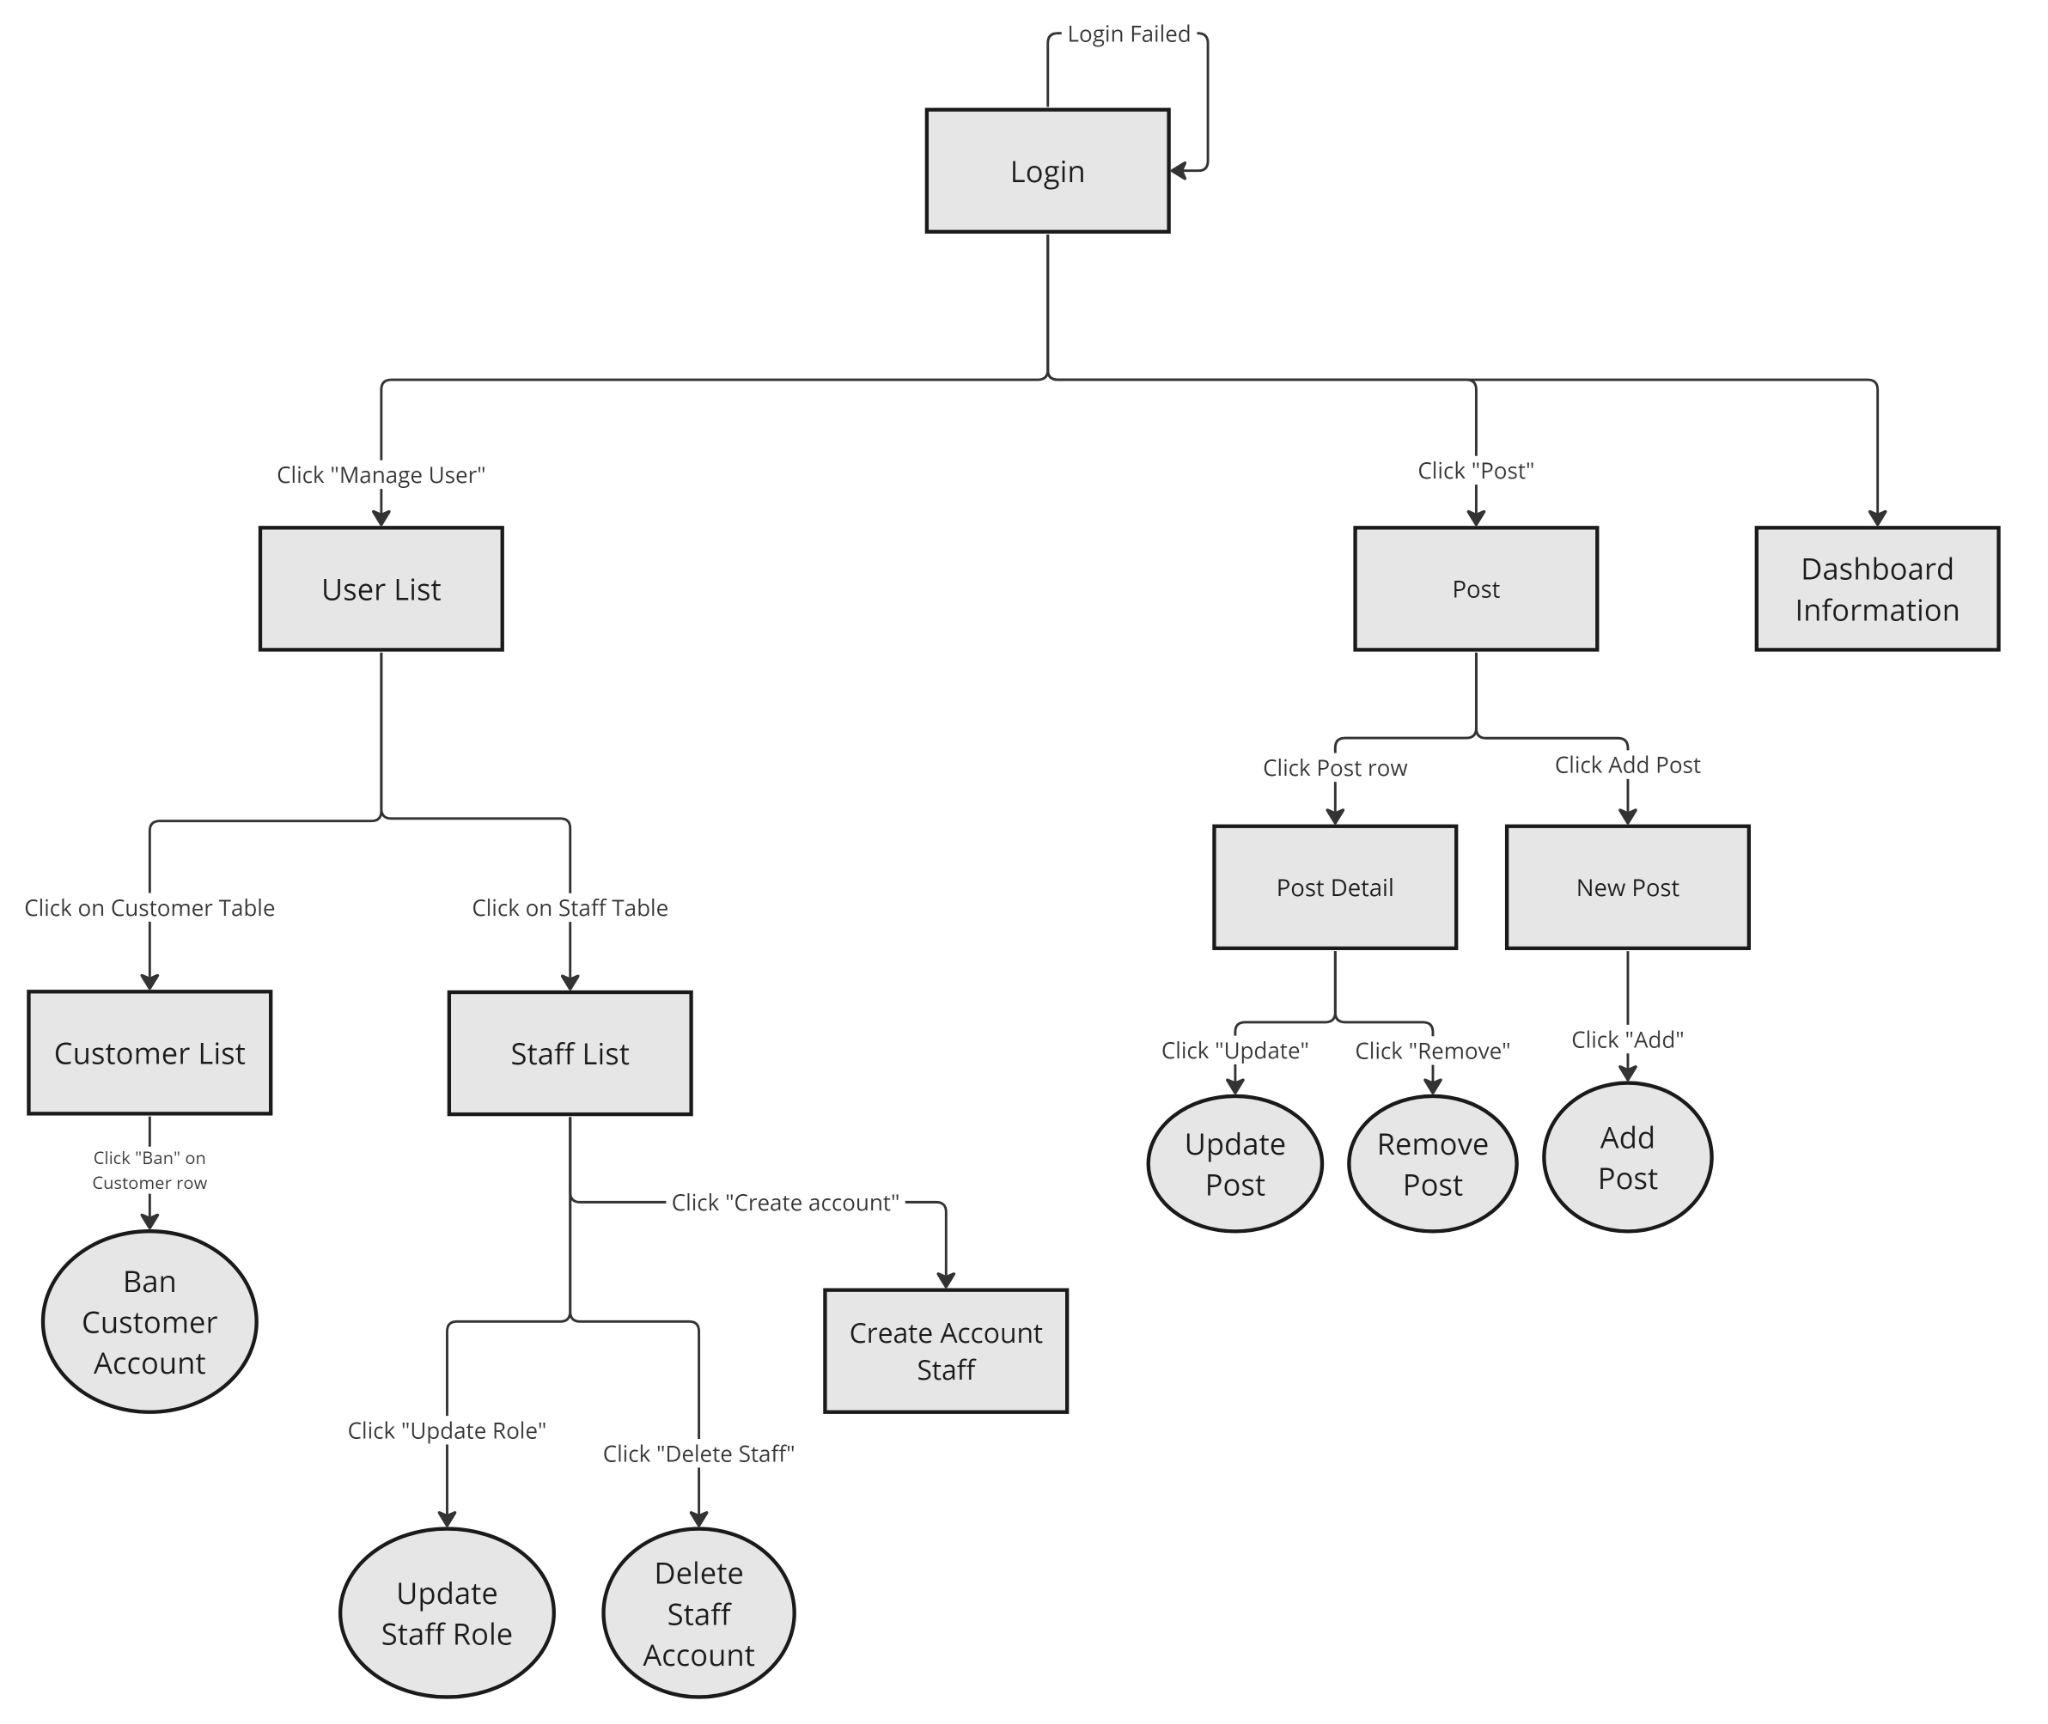 Login Failed
Login
Click "Manage User"
Click "Post"
User List
Post
Dashboard
Information
Click Post row
Click Add Post
Click on Customer Table
Click on Staff Table
Post Detail
New Post
Customer List
Staff List
Click "Update"
Click "Remove"
Click "Add"
Update
Post
Remove
Post
Add
Post
Click "Ban" on
Customer row
Click "Create account"
Ban
Customer
Account
Create Account
Staff
Click "Update Role"
Click "Delete Staff"
Update
Staff Role
Delete
Staff
Account